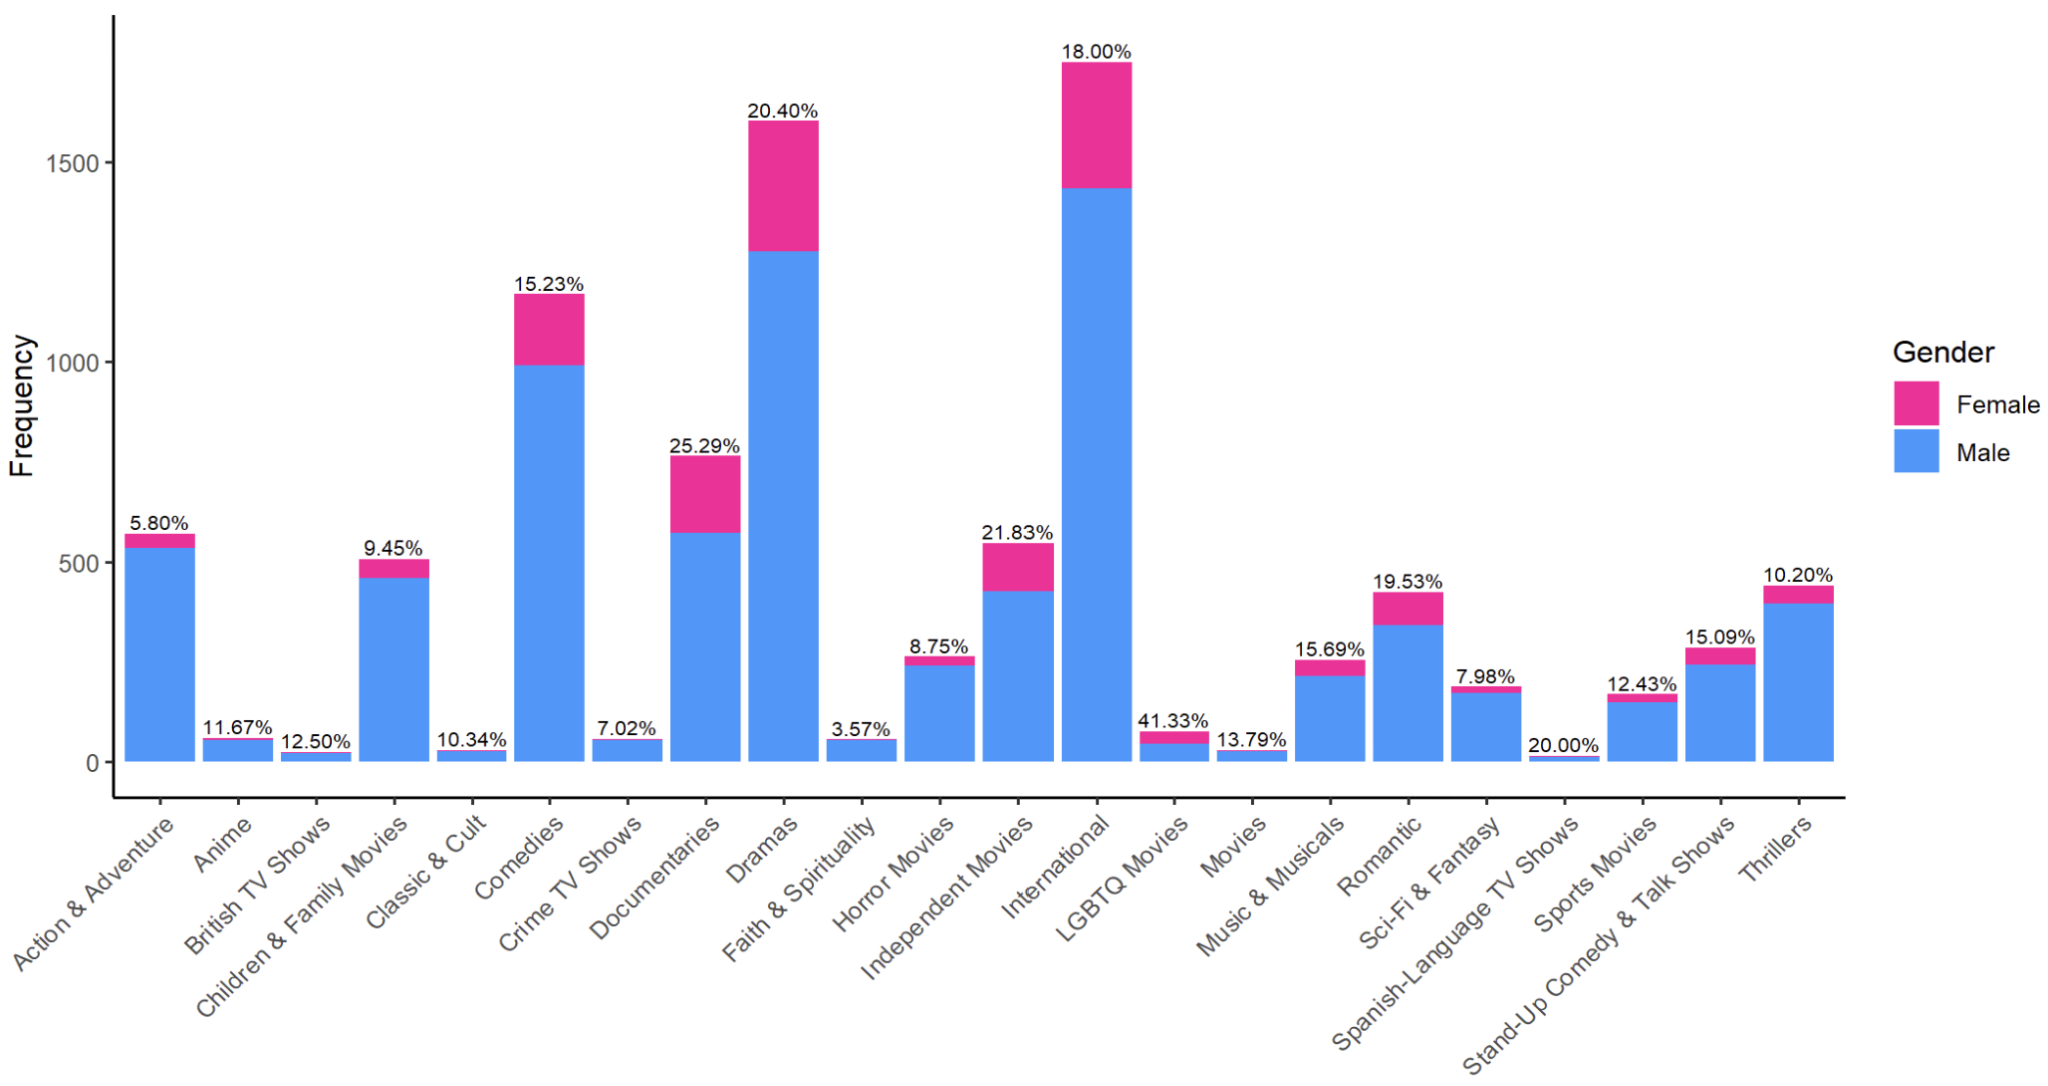 Frequency
1500
1000
500
0
5.80%
11.67%
12.50%
9.45%
10.34%
15.23%
7.02%
25.29%
20.40%
3.57%
8.75%
21.83%
18.00%
41.33%
13.79%
15.69%
19.53%
7.98%
20.00%
12.43%
15.09%
10.20%
Action & Adventure
Anime
British TV Shows
Children & Family Movies
Classic & Cult
Comedies
Crime TV Shows
Documentaries
Dramas
Faith & Spirituality
Horror Movies
Independent Movies
International
LGBTQ Movies
Movies
Music & Musicals
Romantic
Sci-Fi & Fantasy
Spanish-Language TV Shows
Sports Movies
Stand-Up Comedy & Talk Shows
Thrillers
Gender
Female
Male